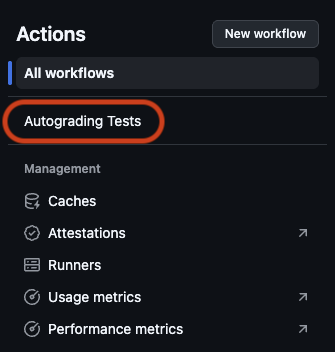 Actions
New workflow
All workflows
Autograding Tests
Management
Caches
Attestations
Runners
Usage metrics
Performance metrics